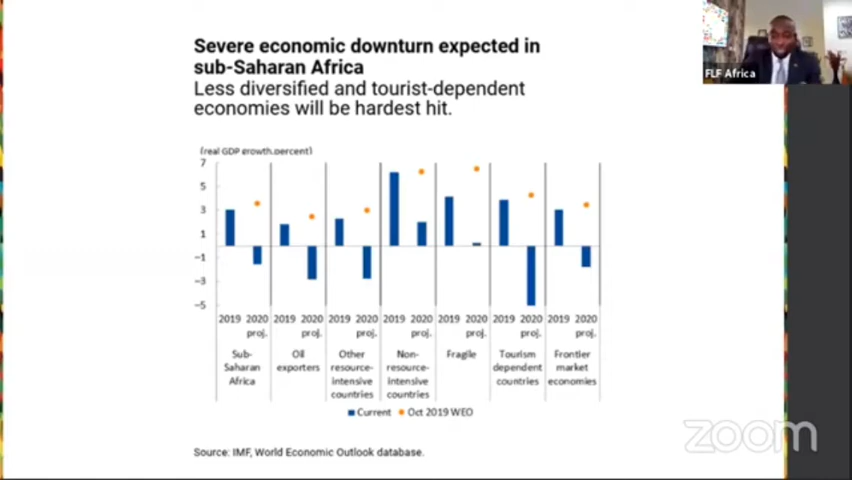 Severe economic downturn expected in
sub-Saharan Africa
Less diversified and tourist-dependent
economies will be hardest hit.
FLF Africa
(real GDP growth, percent)
7
5
3
1
−1
−3
−5
2019 2020 2019 2020 2019 2020 2019 2020 2019 2020 2019 2020 2019 2020
proj. proj. proj. proj. proj. proj. proj.
Sub-
Saharan
Africa
Oil
exporters
Other
resource-
intensive
countries
Non-
resource-
intensive
countries
Fragile
Tourism
dependent
countries
Frontier
market
economies
Current Oct 2019 WEO
Source: IMF, World Economic Outlook database.
zoom